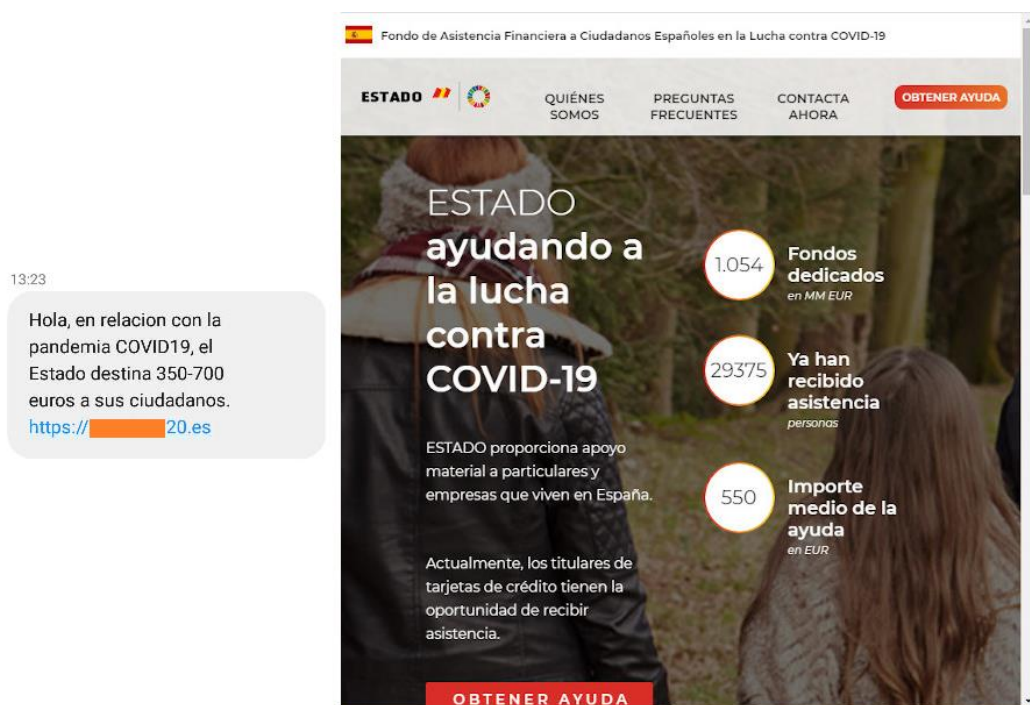 13:23
Hola, en relacion con la
pandemia COVID19, el
Estado destina 350-700
euros a sus ciudadanos.
https:// 20.es
Fondo de Asistencia Financiera a Ciudadanos Españoles en la Lucha contra COVID-19
ESTADO
QUIÉNES
SOMOS
PREGUNTAS
FRECUENTES
CONTACTA
AHORA
OBTENER AYUDA
ESTADO
ayudando a
la lucha
contra
COVID-19
ESTADO proporciona apoyo
material a particulares y
empresas que viven en España.
Actualmente, los titulares de
tarjetas de crédito tienen la
oportunidad de recibir
asistencia.
OBTENER AYUDA
1.054
Fondos
dedicados
en MM EUR
29375
Ya han
recibido
asistencia
personas
550
Importe
medio de la
ayuda
en EUR